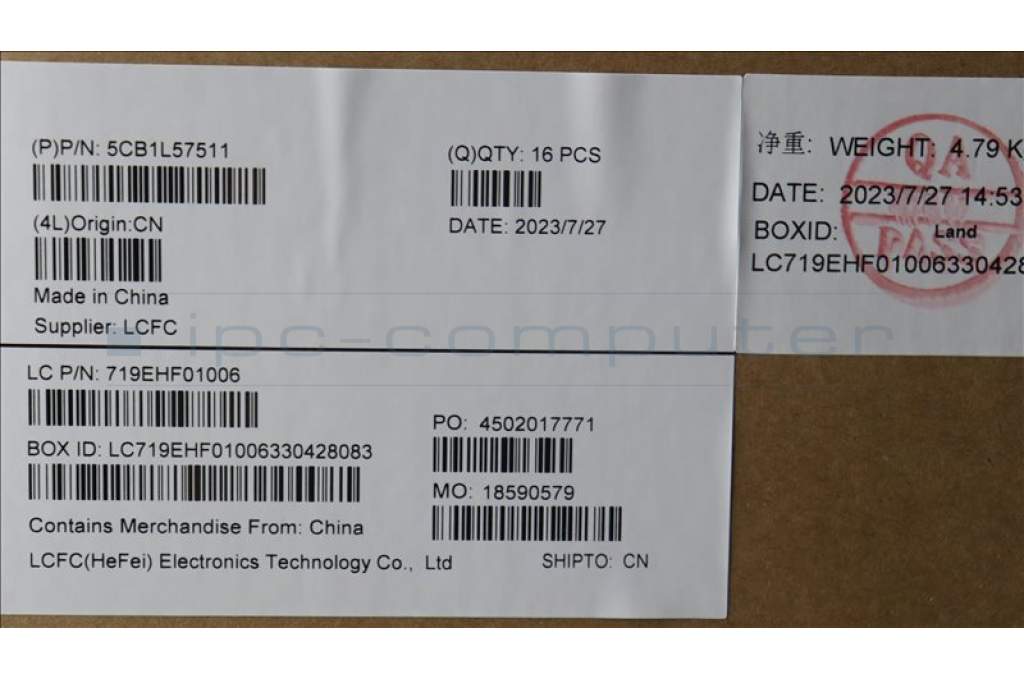 (P)P/N: 5CB1L57511
(Q)QTY: 16 PCS
(4L)Origin:CN
DATE: 2023/7/27
Made in China
Supplier: LCFC
净重: WEIGHT: 4.79 K
DATE: 2023/7/27 14:53
BOXID: Land
LC719EHF0100633042
QA
PASS
ipc-computer
LC P/N: 719EHF01006
PO: 4502017771
BOX ID: LC719EHF01006330428083
MO: 18590579
Contains Merchandise From: China
LCFC(HeFei) Electronics Technology Co., Ltd
SHIPTO: CN